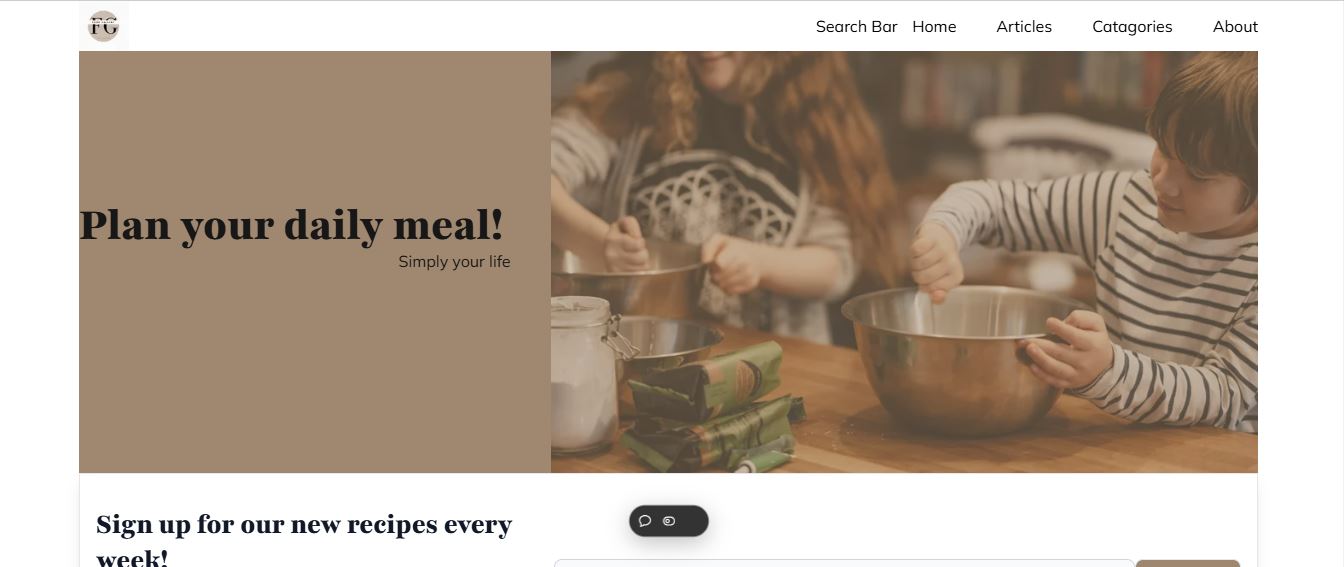 FG
Search Bar Home Articles Catagories About
Plan your daily meal!
Simply your life
Sign up for our new recipes every
week!